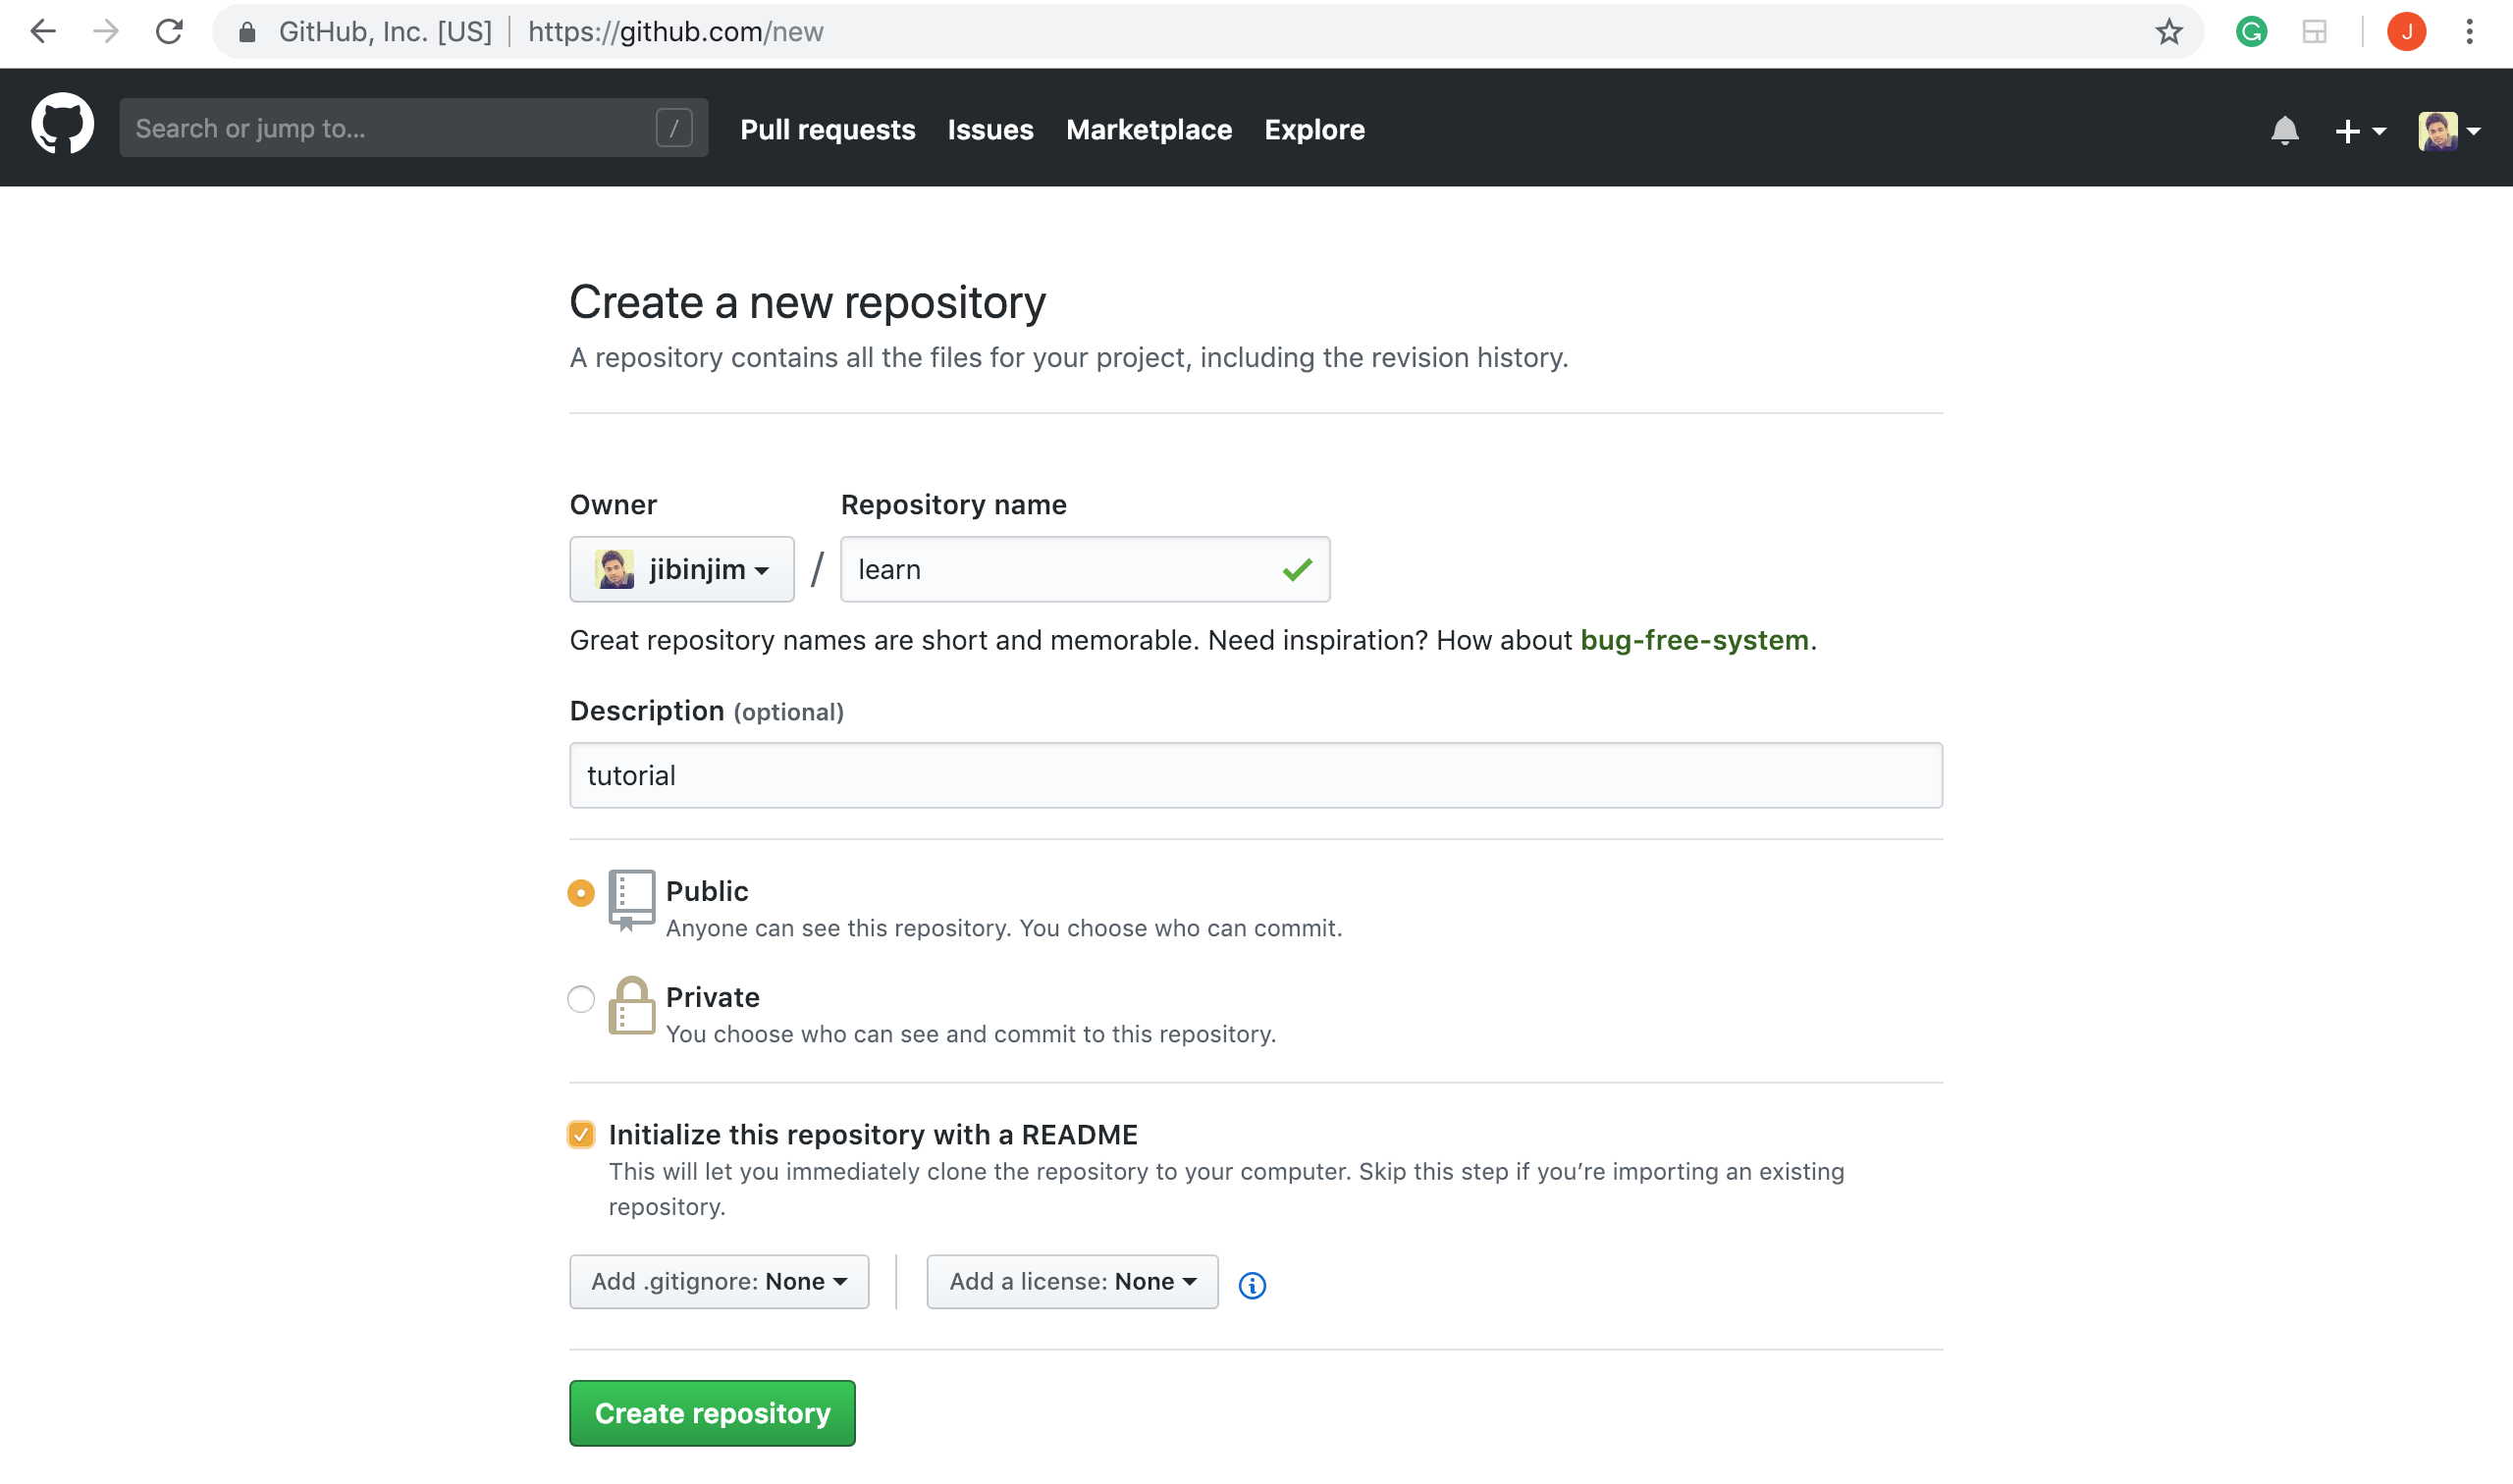 GitHub, Inc. [US] | https://github.com/new
J
Search or jump to... /
Pull requests Issues Marketplace Explore
Create a new repository
A repository contains all the files for your project, including the revision history.
Owner Repository name
jibinjim / learn
Great repository names are short and memorable. Need inspiration? How about bug-free-system.
Description (optional)
tutorial
Public
Anyone can see this repository. You choose who can commit.
Private
You choose who can see and commit to this repository.
Initialize this repository with a README
This will let you immediately clone the repository to your computer. Skip this step if you’re importing an existing
repository.
Add .gitignore: None Add a license: None
Create repository